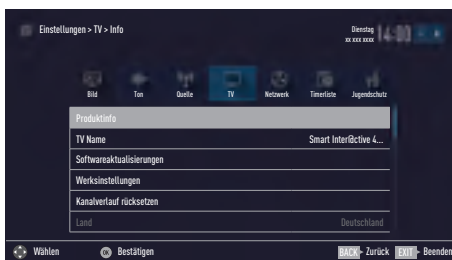 Einstellungen > TV > Info
Dienstag
xx xxx xxxx
14:00
Bild Ton Quelle TV Netzwerk Timerliste Jugendschutz
Produktinfo
TV Name Smart Inter@ctive 4...
Softwareaktualisierungen
Werksinstellungen
Kanalverlauf rücksetzen
Land Deutschland
Wählen OK Bestätigen BACK Zurück EXIT Beenden